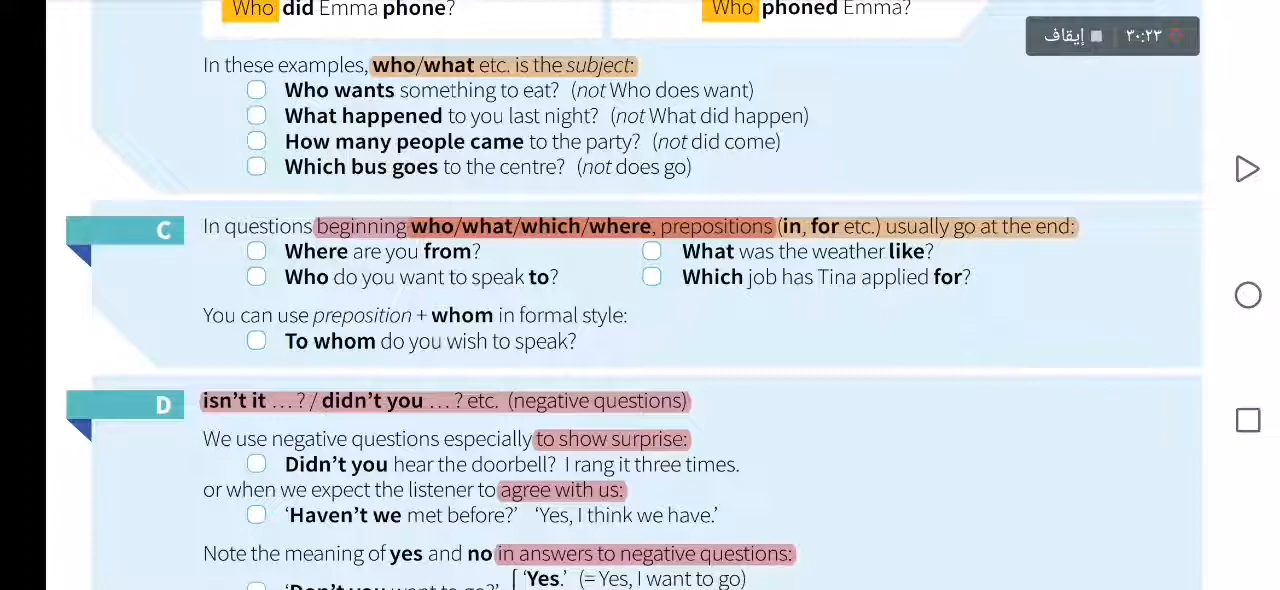 Who did Emma phone?
Who phoned Emma?
إيقاف ٣٠:٢٣
In these examples, who/what etc. is the subject:
Who wants something to eat? (not Who does want)
What happened to you last night? (not What did happen)
How many people came to the party? (not did come)
Which bus goes to the centre? (not does go)
C
In questions beginning who/what/which/where, prepositions (in, for etc.) usually go at the end:
Where are you from?
What was the weather like?
Who do you want to speak to?
Which job has Tina applied for?
You can use preposition + whom in formal style:
To whom do you wish to speak?
D
isn't it … ? / didn't you … ? etc. (negative questions)
We use negative questions especially to show surprise:
Didn't you hear the doorbell? I rang it three times.
or when we expect the listener to agree with us:
‘Haven't we met before?’ ‘Yes, I think we have.’
Note the meaning of yes and no in answers to negative questions:
‘Yes.’ (= Yes, I want to go)
‘Don't you want to go?’